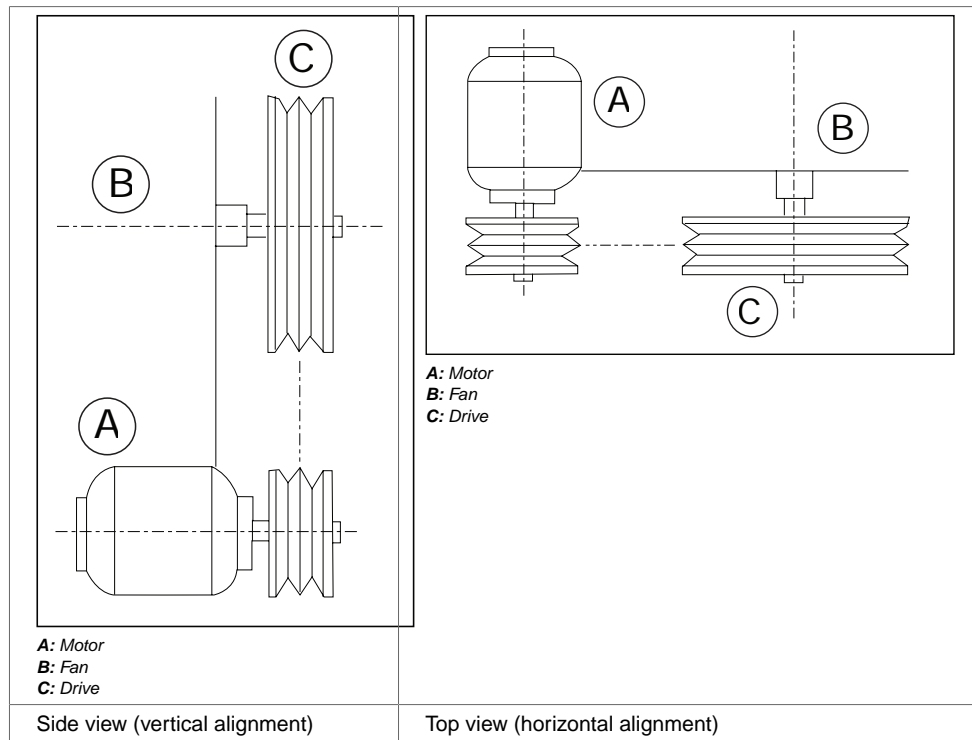 C
B
A
A: Motor
B: Fan
C: Drive
Side view (vertical alignment)
A
B
C
A: Motor
B: Fan
C: Drive
Top view (horizontal alignment)